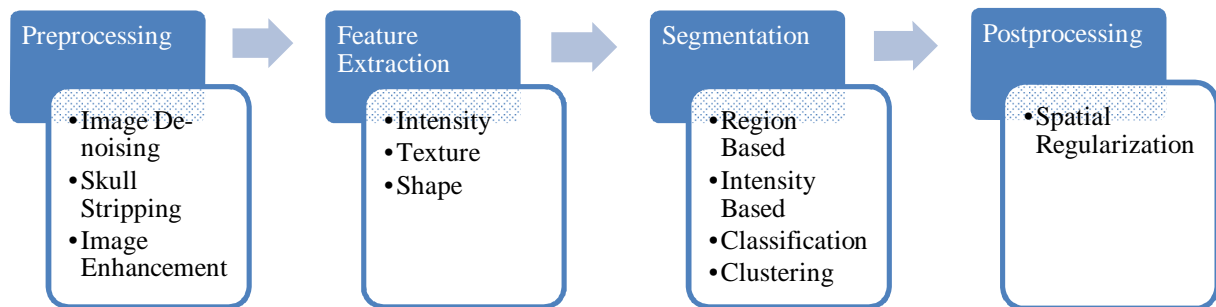 Preprocessing
•Image De-
noising
•Skull
Stripping
•Image
Enhancement
Feature
Extraction
•Intensity
•Texture
•Shape
Segmentation
•Region
Based
•Intensity
Based
•Classification
•Clustering
Postprocessing
•Spatial
Regularization